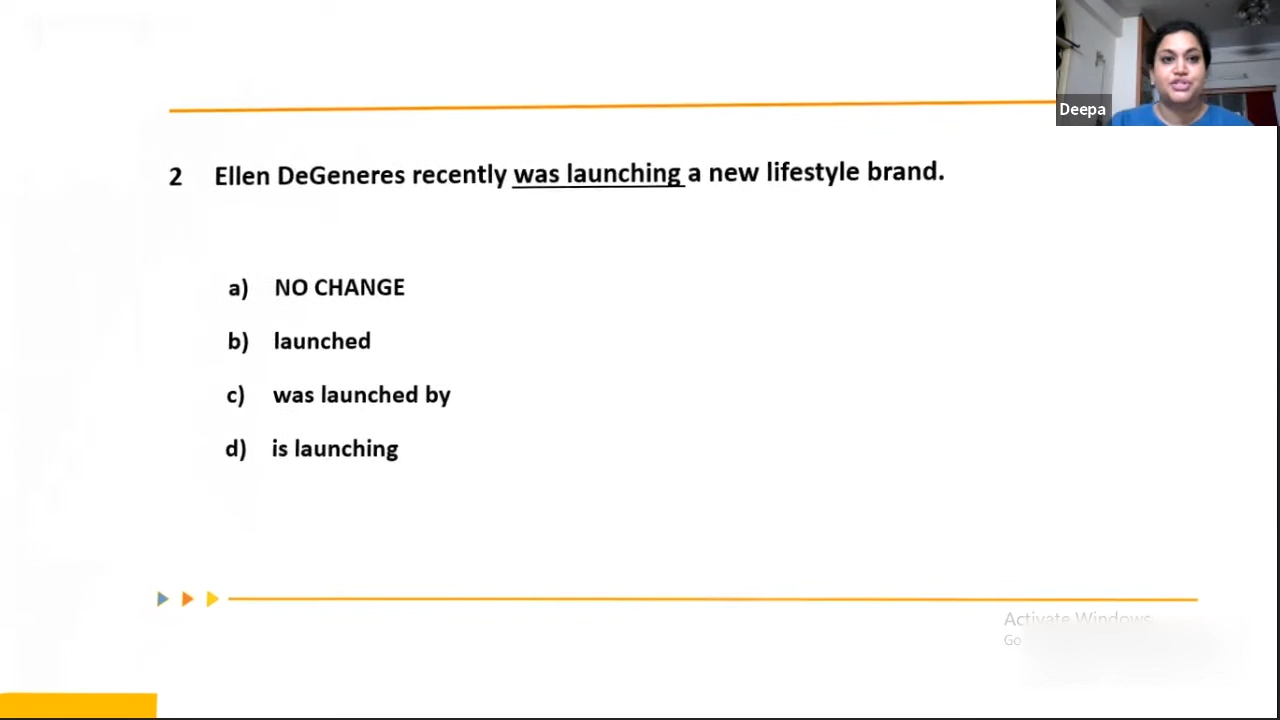 Deepa
2 Ellen DeGeneres recently was launching a new lifestyle brand.
a) NO CHANGE
b) launched
c) was launched by
d) is launching
Activate Windows
Go